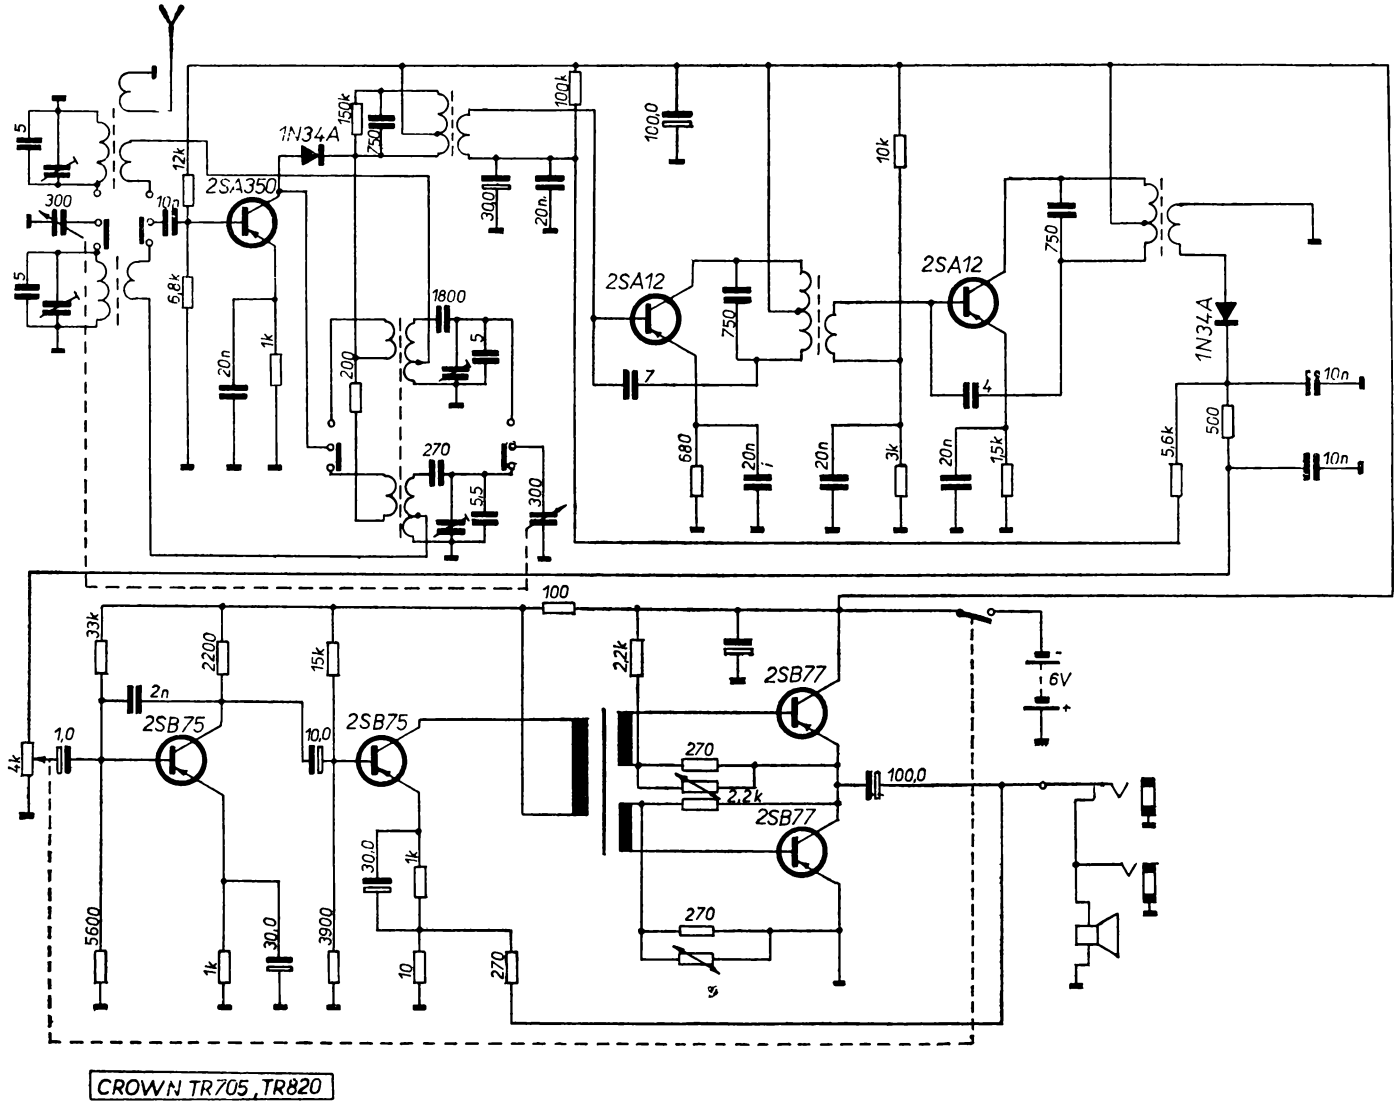 5
300
5
12k
10n
6,8k
2SA350
1N34A
150k
750
20n
1k
200
1800
5
270
5,5
300
100k
30,0
20n
100,0
2SA12
750
7
680
20n
10k
20n
3k
2SA12
4
20n
1,5k
750
1N34A
10n
500
5,6k
10n
33k
2n
2200
2SB75
1,0
4k
5600
1k
30,0
15k
10,0
2SB75
3900
30,0
1k
10
270
100
2,2k
270
2,2k
270
2SB77
2SB77
100,0
-
6V
+
CROWN TR705, TR820